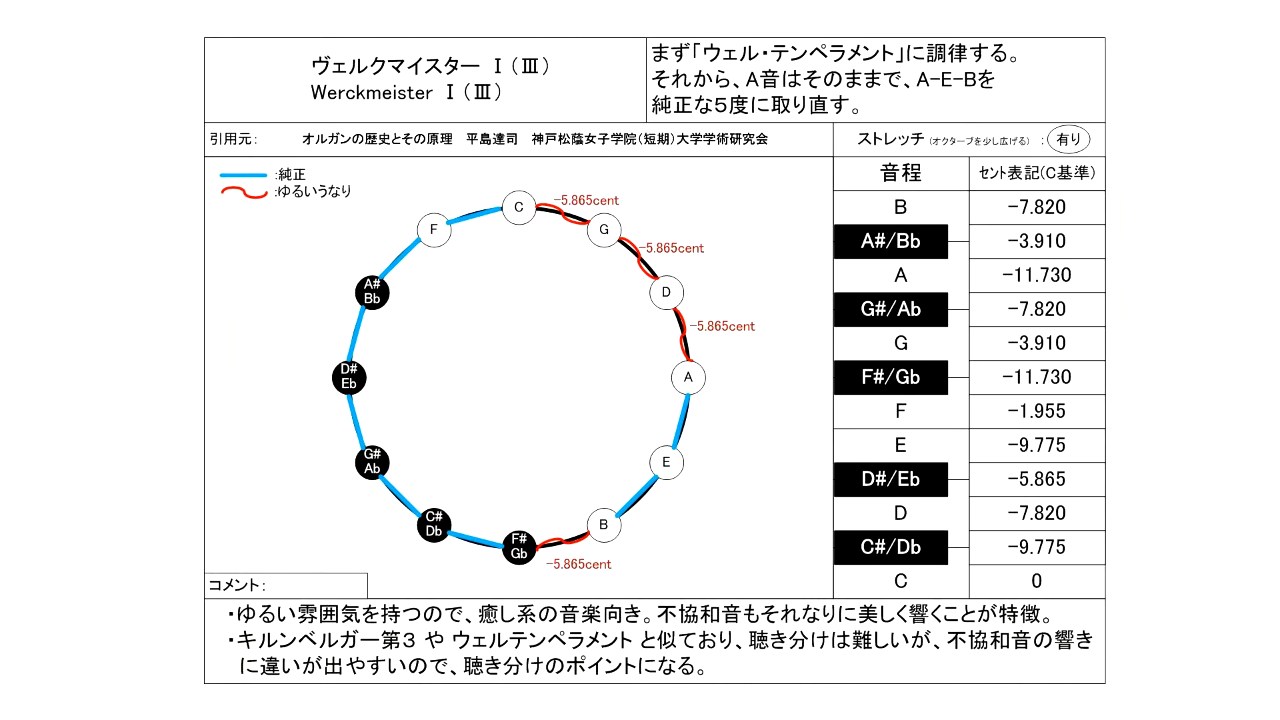 ヴェルクマイスター Ⅰ（Ⅲ）
Werckmeister Ⅰ（Ⅲ）
まず「ウェル・テンペラメント」に調律する。
それから、A音はそのままで、A-E-Bを
純正な５度に取り直す。
引用元： オルガンの歴史とその原理 平島達司 神戸松蔭女子学院（短期）大学学術研究会
ストレッチ（オクターブを少し広げる）：有り
:純正
:ゆるいうなり
音程 セント表記（C基準）
B −7.820
A#/Bb −3.910
A −11.730
G#/Ab −7.820
G −3.910
F#/Gb −11.730
F −1.955
E −9.775
D#/Eb −5.865
D −7.820
C#/Db −9.775
C 0
C
−5.865cent
G
−5.865cent
D
−5.865cent
A
E
B
−5.865cent
F#
Gb
C#
Db
G#
Ab
D#
Eb
A#
Bb
F
コメント：
・ゆるい雰囲気を持つので、癒し系の音楽向き。不協和音もそれなりに美しく響くことが特徴。
・キルンベルガー第３ や ウェルテンペラメント と似ており、聴き分けは難しいが、不協和音の響き
に違いが出やすいので、聴き分けのポイントになる。